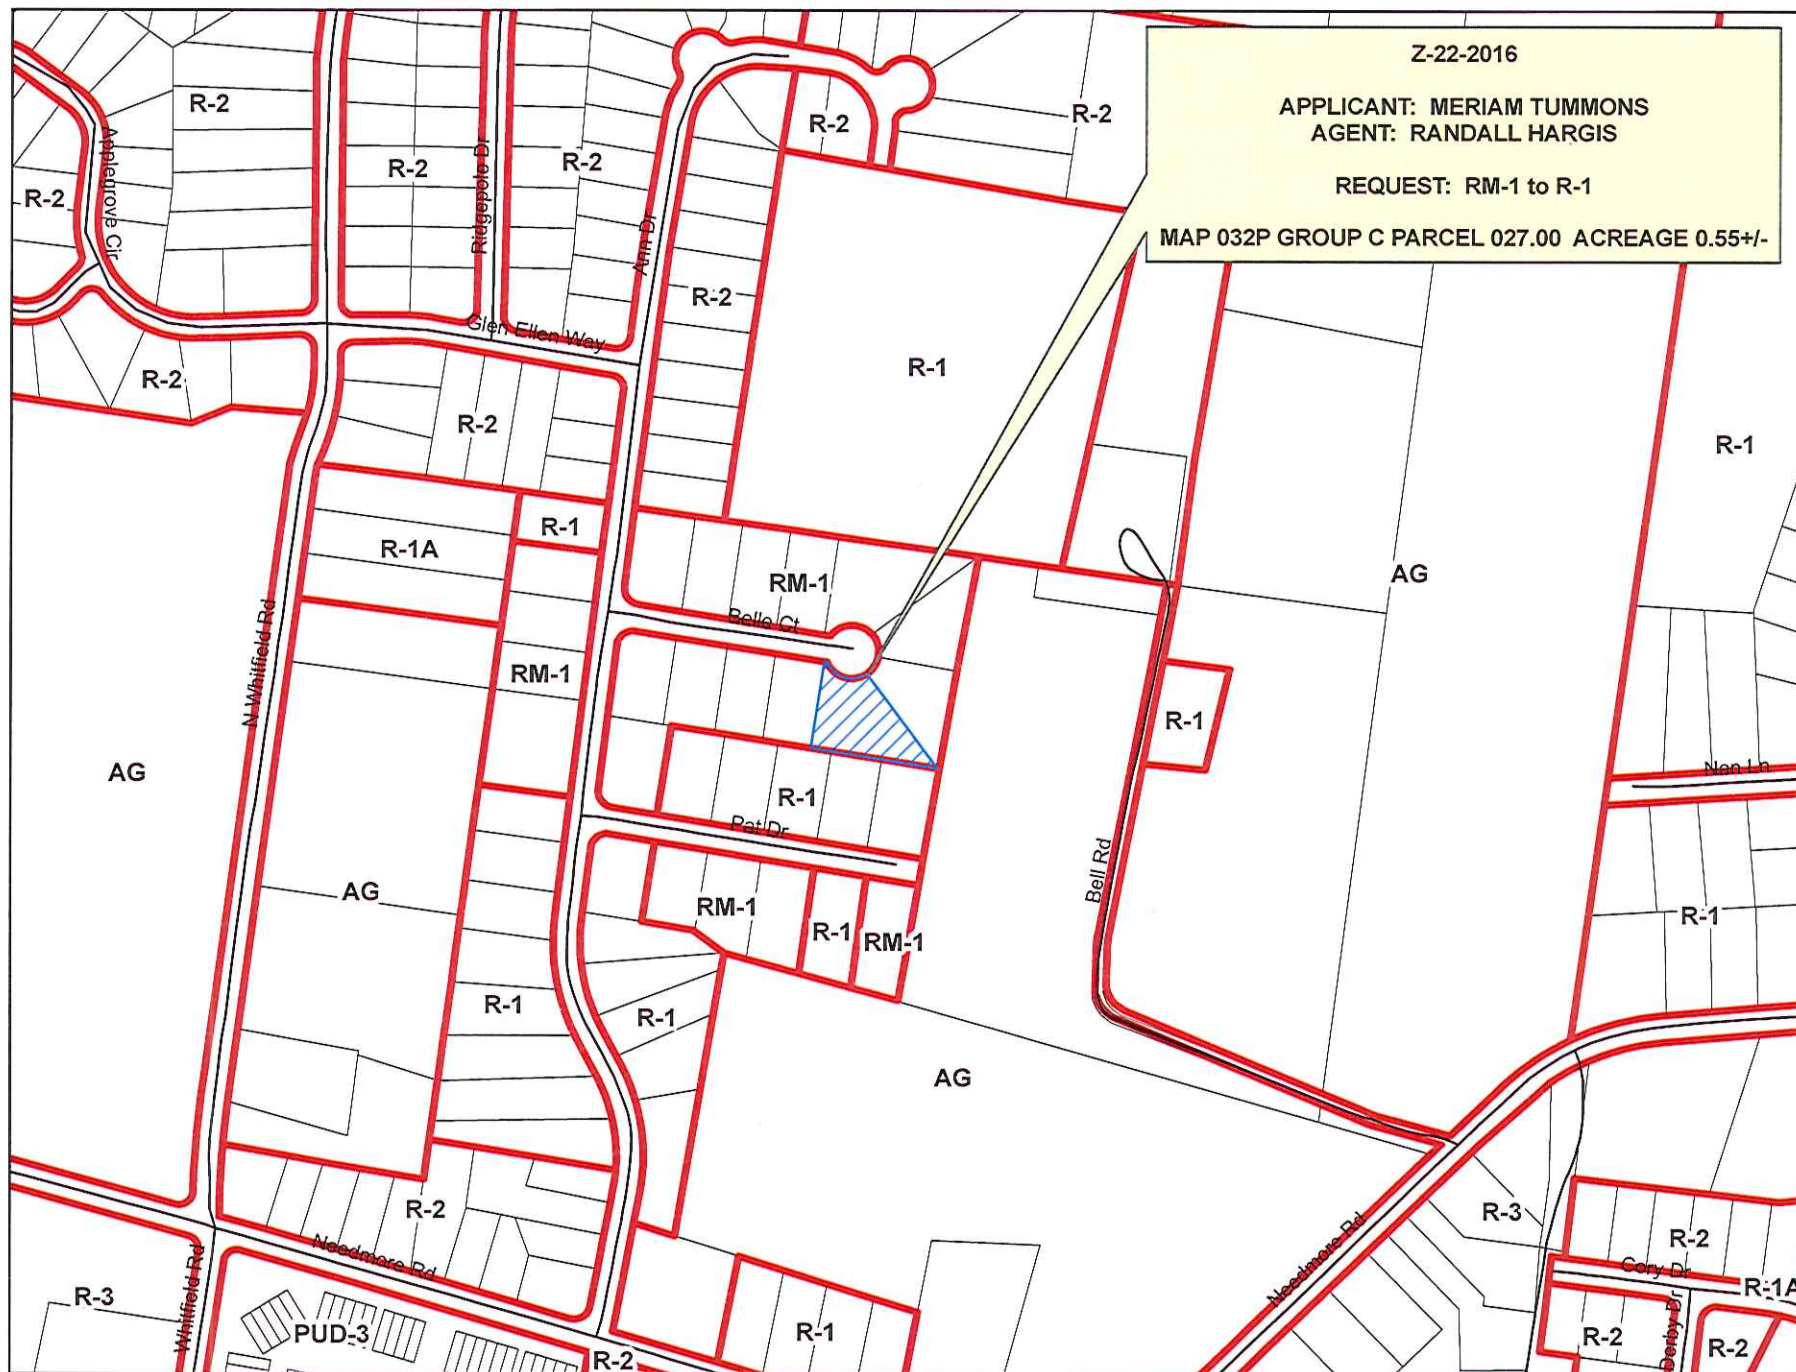 Z-22-2016
APPLICANT: MERIAM TUMMONS
AGENT: RANDALL HARGIS
REQUEST: RM-1 to R-1
MAP 032P GROUP C PARCEL 027.00 ACREAGE 0.55+/-
R-2
R-2
R-2
R-2
R-2
R-2
R-2
Applegrove Cir
Ridgepole Dr
Ann Dr
R-2
Glen Ellen Way
R-1
R-2
R-2
R-1
R-1
R-1A
RM-1
AG
Belle Ct
N Whitfield Rd
RM-1
R-1
AG
Nan Ln
R-1
Pat Dr
Bell Rd
AG
RM-1
R-1
RM-1
R-1
R-1
R-1
AG
R-2
R-3
R-2
Needmore Rd
Needmore Rd
Cory Dr
R-1A
Whitfield Rd
R-3
PUD-3
R-1
R-2
R-2
Derby Dr
R-2